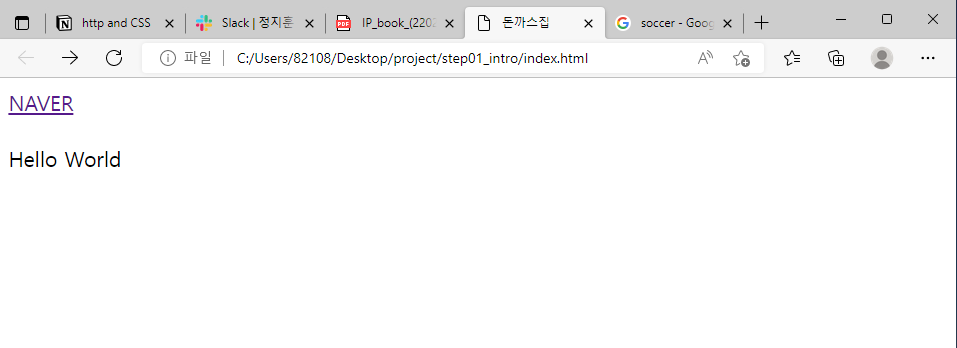 http and CSS
Slack | 정지훈
IP_book_(2202
돈까스집
soccer - Goog
파일
C:/Users/82108/Desktop/project/step01_intro/index.html
NAVER
Hello World